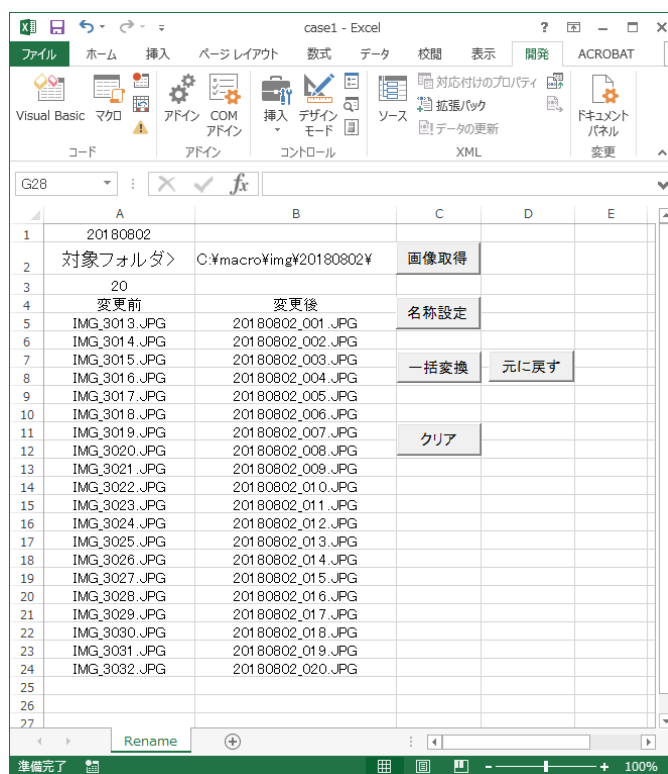 case1 - Excel
ファイル ホーム 挿入 ページ レイアウト 数式 データ 校閲 表示 開発 ACROBAT
Visual Basic マクロ アドイン COM アドイン 挿入 デザイン モード ソース 対応付けのプロパティ 拡張パック データの更新 ドキュメント パネル
コード アドイン コントロール XML 変更
G28 fx
A B C D E
1 20180802
2 対象フォルダ> C:¥macro¥img¥20180802¥ 画像取得
3 20
4 変更前 変更後 名称設定
5 IMG_3013.JPG 20180802_001.JPG
6 IMG_3014.JPG 20180802_002.JPG
7 IMG_3015.JPG 20180802_003.JPG 一括変換 元に戻す
8 IMG_3016.JPG 20180802_004.JPG
9 IMG_3017.JPG 20180802_005.JPG
10 IMG_3018.JPG 20180802_006.JPG
11 IMG_3019.JPG 20180802_007.JPG クリア
12 IMG_3020.JPG 20180802_008.JPG
13 IMG_3021.JPG 20180802_009.JPG
14 IMG_3022.JPG 20180802_010.JPG
15 IMG_3023.JPG 20180802_011.JPG
16 IMG_3024.JPG 20180802_012.JPG
17 IMG_3025.JPG 20180802_013.JPG
18 IMG_3026.JPG 20180802_014.JPG
19 IMG_3027.JPG 20180802_015.JPG
20 IMG_3028.JPG 20180802_016.JPG
21 IMG_3029.JPG 20180802_017.JPG
22 IMG_3030.JPG 20180802_018.JPG
23 IMG_3031.JPG 20180802_019.JPG
24 IMG_3032.JPG 20180802_020.JPG
25
26
27
Rename
準備完了 100%